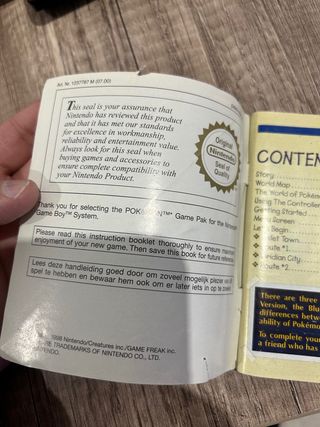 Art. Nr. 1237787 M (07.00)
This seal is your assurance that
Nintendo has reviewed this product
and that it has met our standards
for excellence in workmanship,
reliability and entertainment value.
Always look for this seal when
buying games and accessories to
ensure complete compatibility with
your Nintendo Product.
Original
Nintendo
Seal of
Quality
Thank you for selecting the POKéMON™ Game Pak for the Nintendo
Game Boy™ System.
Please read this instruction booklet thoroughly to ensure maximum
enjoyment of your new game. Then save this book for future reference.
Lees deze handleiding goed door om zoveel mogelijk plezier van
spel te hebben en bewaar hem ook om er later iets in op te
1998 Nintendo/Creatures inc./GAME FREAK inc.
ARE TRADEMARKS OF NINTENDO CO., LTD.
NINTENDO.
CONTEN
Story
World Map
The World of Pokémo
Using The Controller
Getting Started
Menu Screen
Let's Begin
Pallet Town
Route *1
Viridian City
Route *2
There are three
Version, the Blu
differences betwe
ability of Pokémo
To complete your
a friend who has